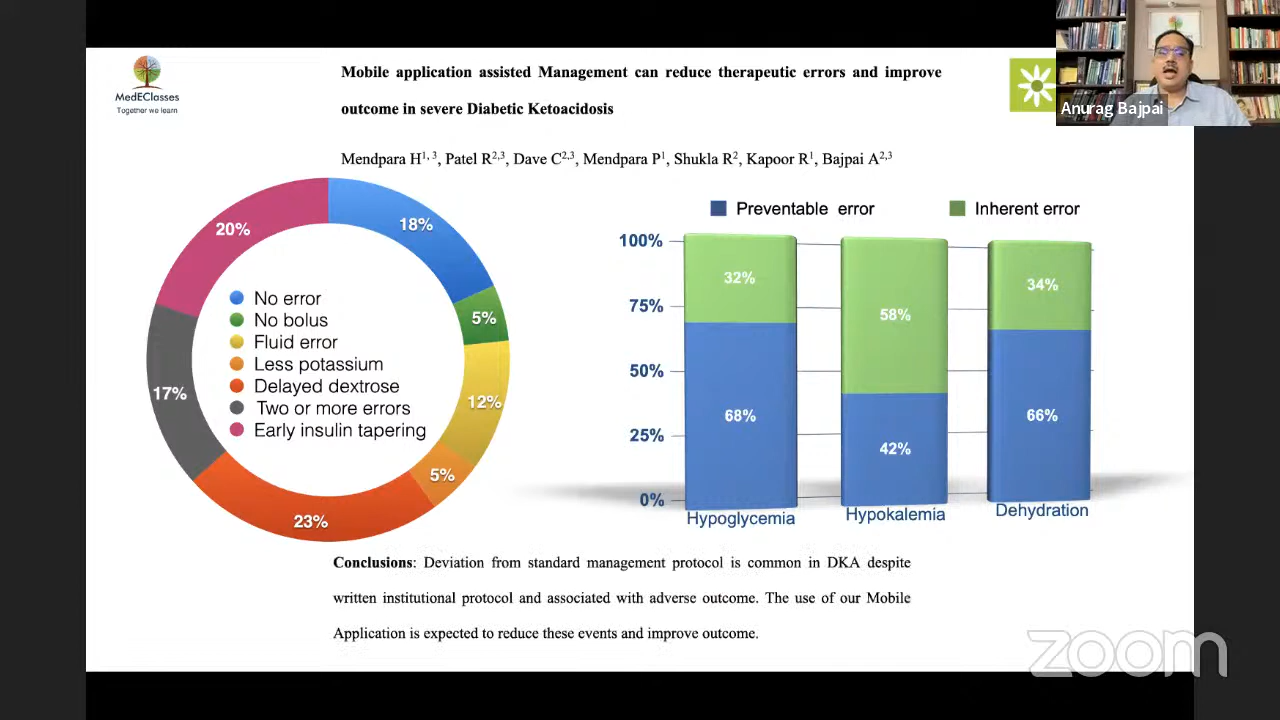 MedEClasses
Together we learn
Mobile application assisted Management can reduce therapeutic errors and improve
outcome in severe Diabetic Ketoacidosis
Anurag Bajpai
Mendpara H1, 3, Patel R2,3, Dave C2,3, Mendpara P1, Shukla R2, Kapoor R1, Bajpai A2,3
20%
18%
5%
12%
5%
23%
17%
No error
No bolus
Fluid error
Less potassium
Delayed dextrose
Two or more errors
Early insulin tapering
Preventable error
Inherent error
100%
75%
50%
25%
0%
32%
58%
34%
68%
42%
66%
Hypoglycemia
Hypokalemia
Dehydration
Conclusions: Deviation from standard management protocol is common in DKA despite
written institutional protocol and associated with adverse outcome. The use of our Mobile
Application is expected to reduce these events and improve outcome.
zoom